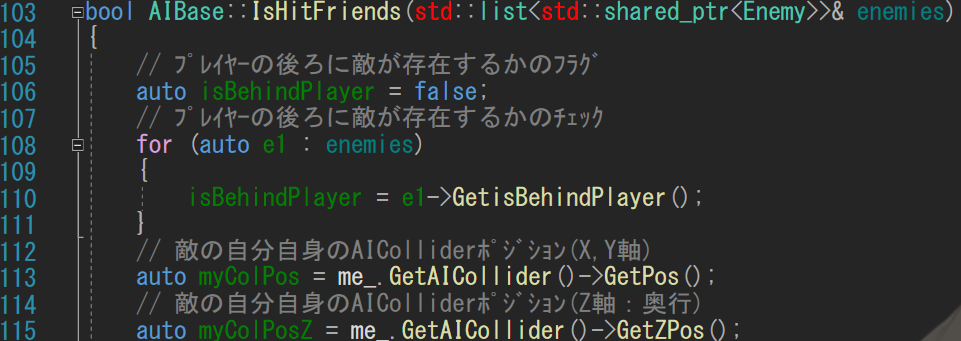 103 bool AIBase::IsHitFriends(std::list<std::shared_ptr<Enemy>>& enemies)
104 {
105 // ﾌﾟﾚｲﾔｰの後ろに敵が存在するかのﾌﾗｸﾞ
106 auto isBehindPlayer = false;
107 // ﾌﾟﾚｲﾔｰの後ろに敵が存在するかのﾁｪｯｸ
108 for (auto e1 : enemies)
109 {
110 isBehindPlayer = e1->GetisBehindPlayer();
111 }
112 // 敵の自分自身のAIColliderﾎﾟｼﾞｼｮﾝ(X,Y軸)
113 auto myColPos = me_.GetAICollider()->GetPos();
114 // 敵の自分自身のAIColliderﾎﾟｼﾞｼｮﾝ(Z軸：奥行)
115 auto myColPosZ = me_.GetAICollider()->GetZPos();